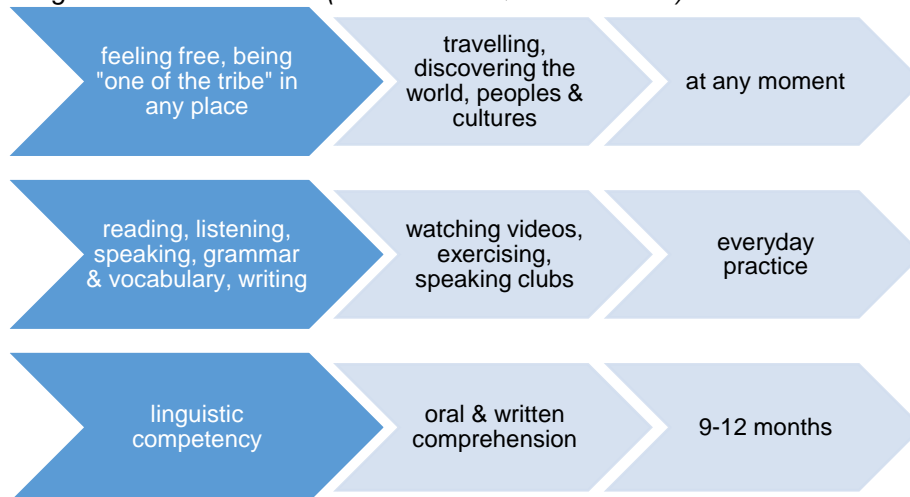 feeling free, being
"one of the tribe" in
any place
travelling,
discovering the
world, peoples &
cultures
at any moment
reading, listening,
speaking, grammar
& vocabulary, writing
watching videos,
exercising,
speaking clubs
everyday
practice
linguistic
competency
oral & written
comprehension
9-12 months